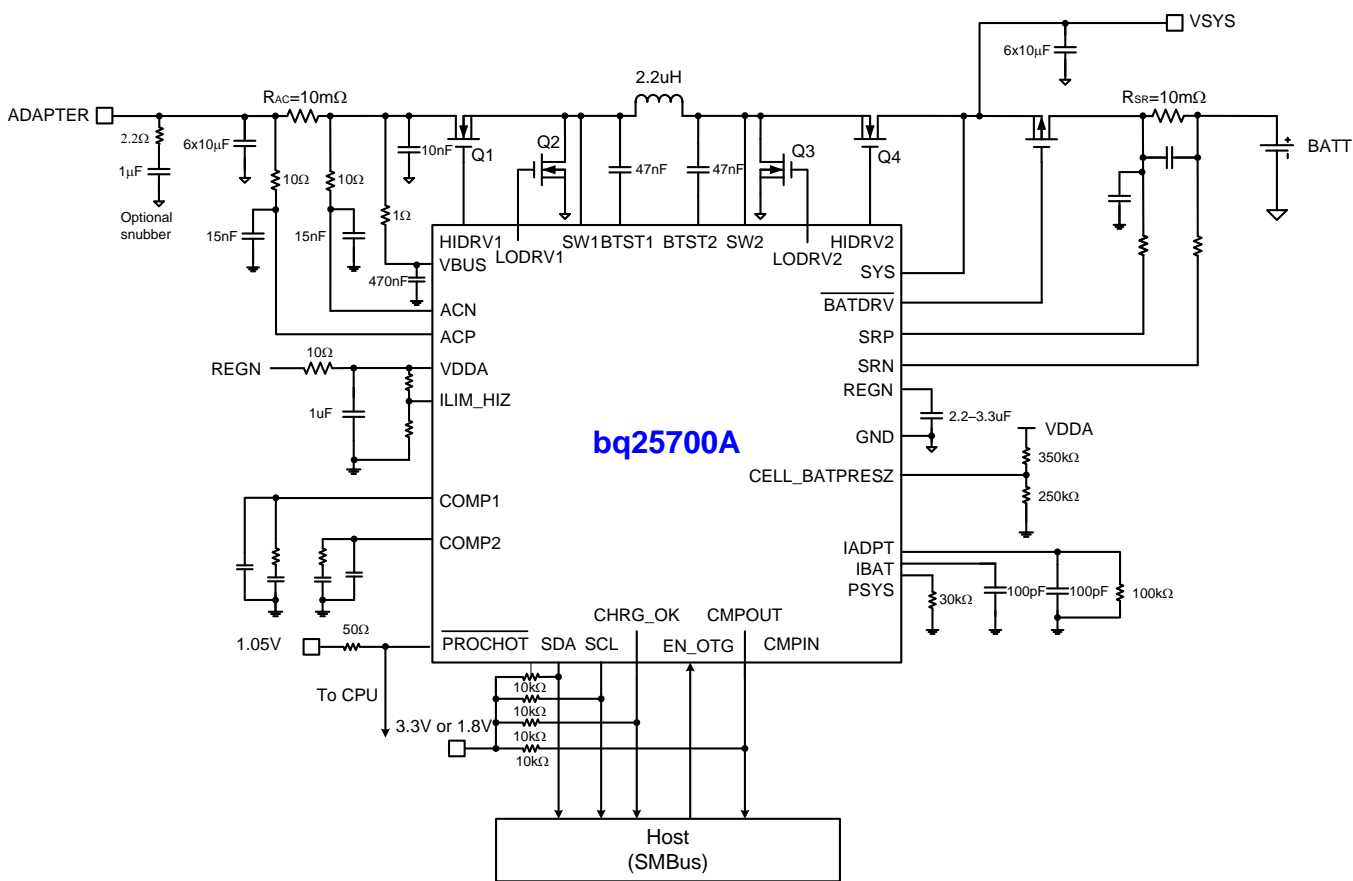 VSYS
6x10µF
2.2uH
ADAPTER
RAC=10mΩ
RSR=10mΩ
2.2Ω
6x10µF
10nF
Q1
Q2
47nF
47nF
Q3
Q4
BATT
1µF
10Ω
10Ω
Optional
snubber
1Ω
15nF
15nF
470nF
HIDRV1
LODRV1
SW1
BTST1
BTST2
SW2
LODRV2
HIDRV2
VBUS
SYS
ACN
BATDRV
ACP
SRP
REGN
10Ω
VDDA
SRN
1uF
ILIM_HIZ
REGN
2.2–3.3uF
bq25700A
GND
VDDA
350kΩ
CELL_BATPRESZ
250kΩ
COMP1
COMP2
IADPT
IBAT
PSYS
30kΩ
100pF
100pF
100kΩ
CHRG_OK
CMPOUT
1.05V
50Ω
PROCHOT
SDA
SCL
EN_OTG
CMPIN
To CPU
10kΩ
10kΩ
3.3V or 1.8V
10kΩ
10kΩ
Host
(SMBus)